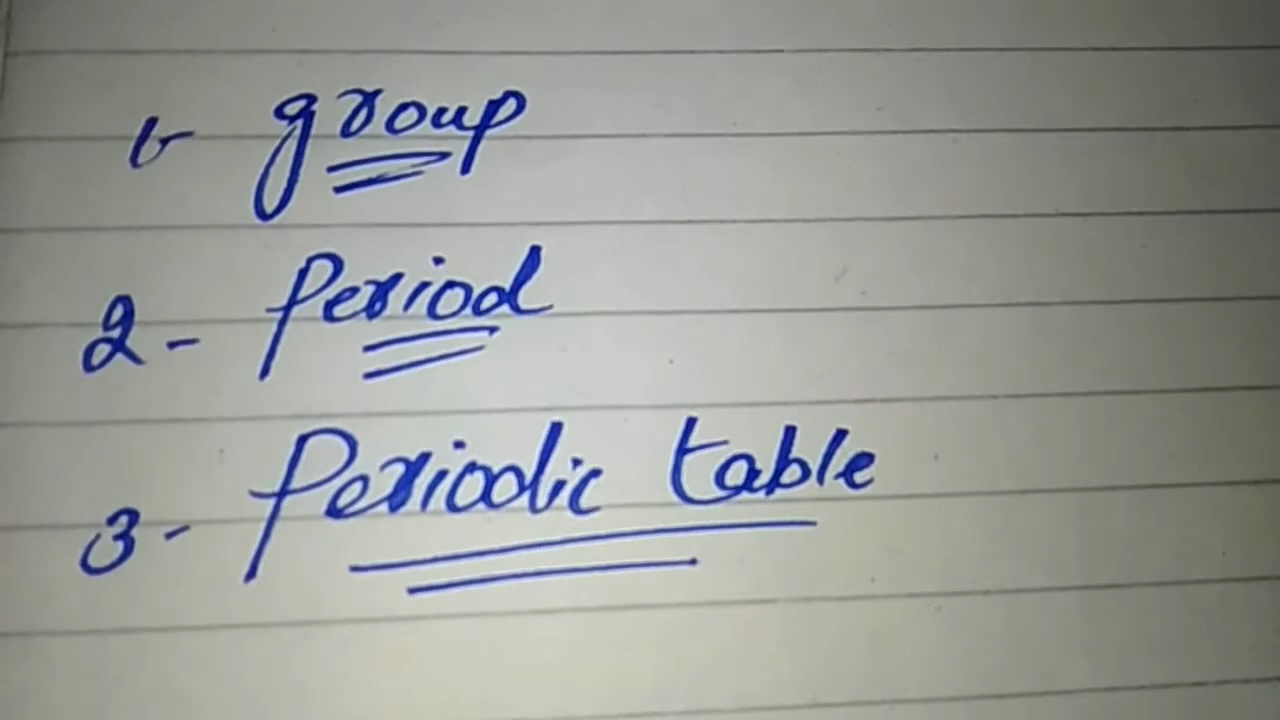 1- group
2- Period
3- Periodic table